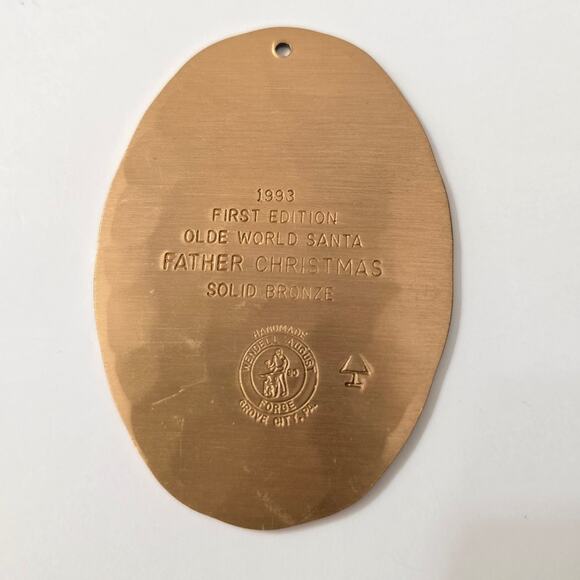 1993
FIRST EDITION
OLDE WORLD SANTA
FATHER CHRISTMAS
SOLID BRONZE
HANDMADE
WENDELL AUGUST
FORGE
GROVE CITY, PA.